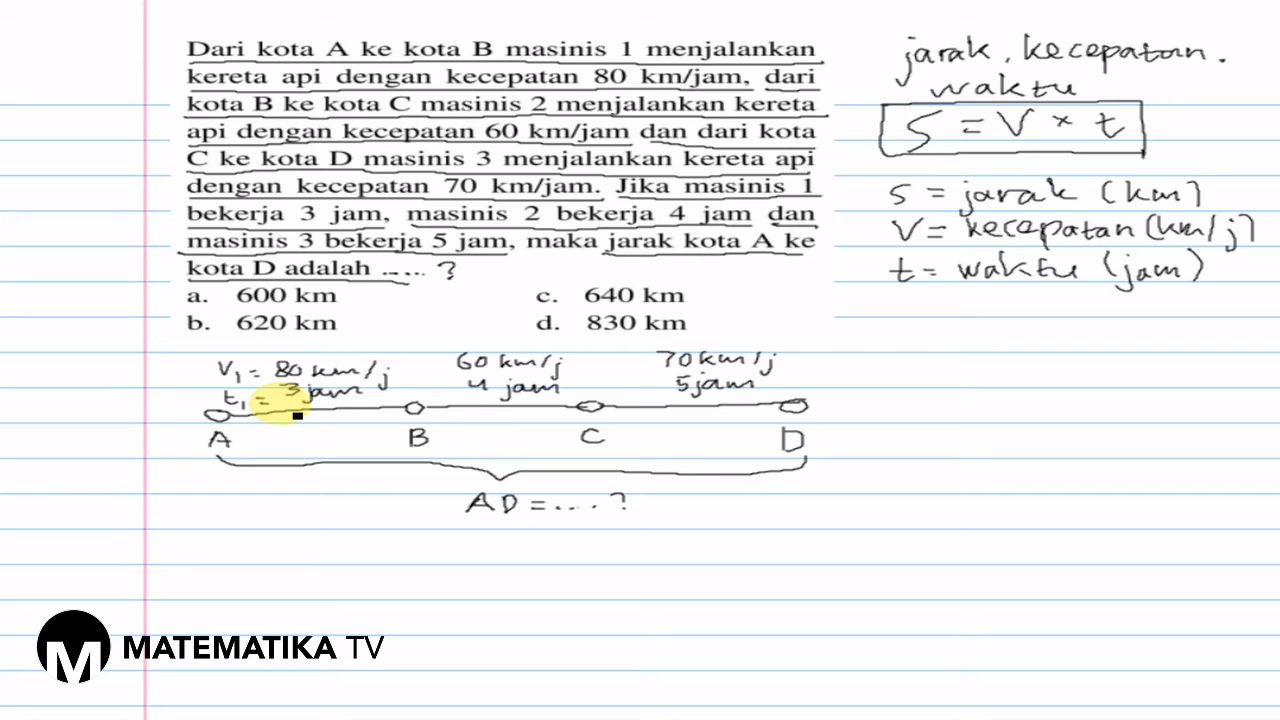 Dari kota A ke kota B masinis 1 menjalankan
kereta api dengan kecepatan 80 km/jam, dari
kota B ke kota C masinis 2 menjalankan kereta
api dengan kecepatan 60 km/jam dan dari kota
C ke kota D masinis 3 menjalankan kereta api
dengan kecepatan 70 km/jam. Jika masinis 1
bekerja 3 jam, masinis 2 bekerja 4 jam dan
masinis 3 bekerja 5 jam, maka jarak kota A ke
kota D adalah ...... ?
a. 600 km c. 640 km
b. 620 km d. 830 km
jarak, kecepatan.
waktu
S = V × t
s = jarak (km)
V = kecepatan (km/j)
t = waktu (jam)
V1 = 80 km/j 60 km/j 70 km/j
t1 = 3 jam 4 jam 5 jam
A B C D
AD = .... ?
M MATEMATIKA TV